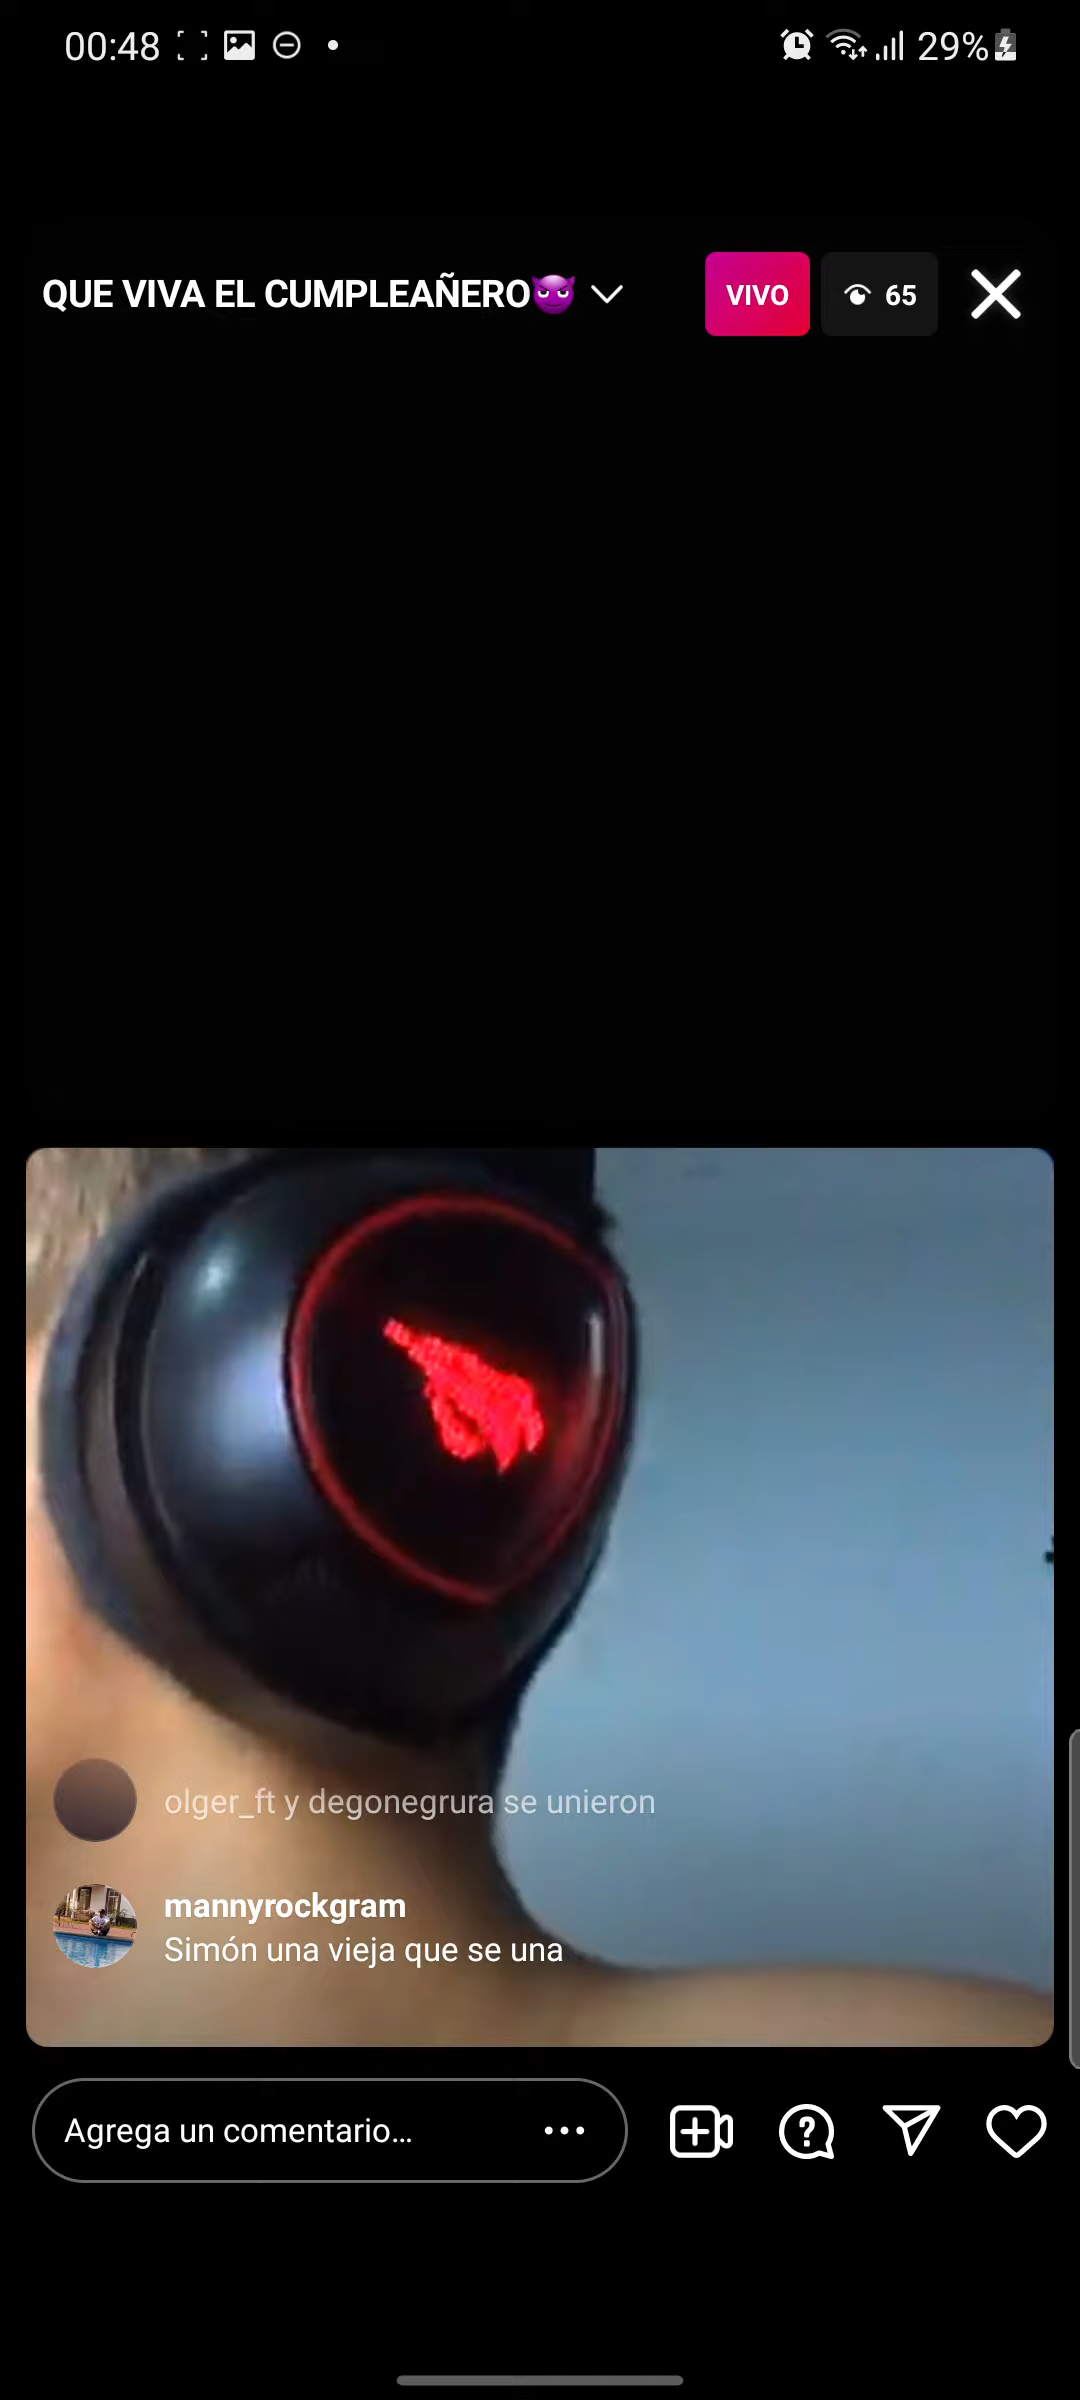 00:48
29%
QUE VIVA EL CUMPLEAÑERO😈
VIVO
65
olger_ft y degonegrura se unieron
mannyrockgram
Simón una vieja que se una
Agrega un comentario...